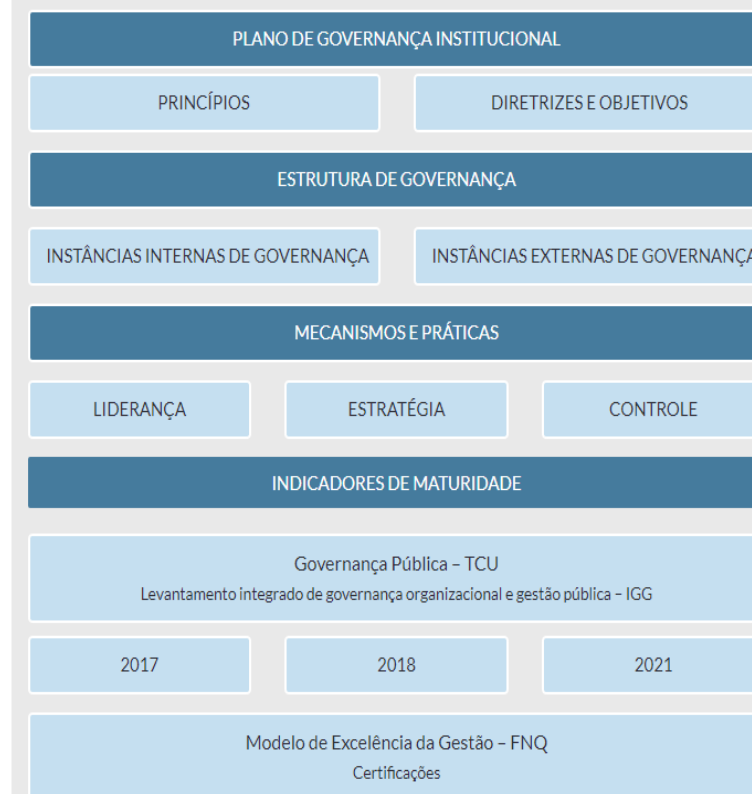 PLANO DE GOVERNANÇA INSTITUCIONAL
PRINCÍPIOS
DIRETRIZES E OBJETIVOS
ESTRUTURA DE GOVERNANÇA
INSTÂNCIAS INTERNAS DE GOVERNANÇA
INSTÂNCIAS EXTERNAS DE GOVERNANÇA
MECANISMOS E PRÁTICAS
LIDERANÇA
ESTRATÉGIA
CONTROLE
INDICADORES DE MATURIDADE
Governança Pública – TCU
Levantamento integrado de governança organizacional e gestão pública – IGG
2017
2018
2021
Modelo de Excelência da Gestão – FNQ
Certificações